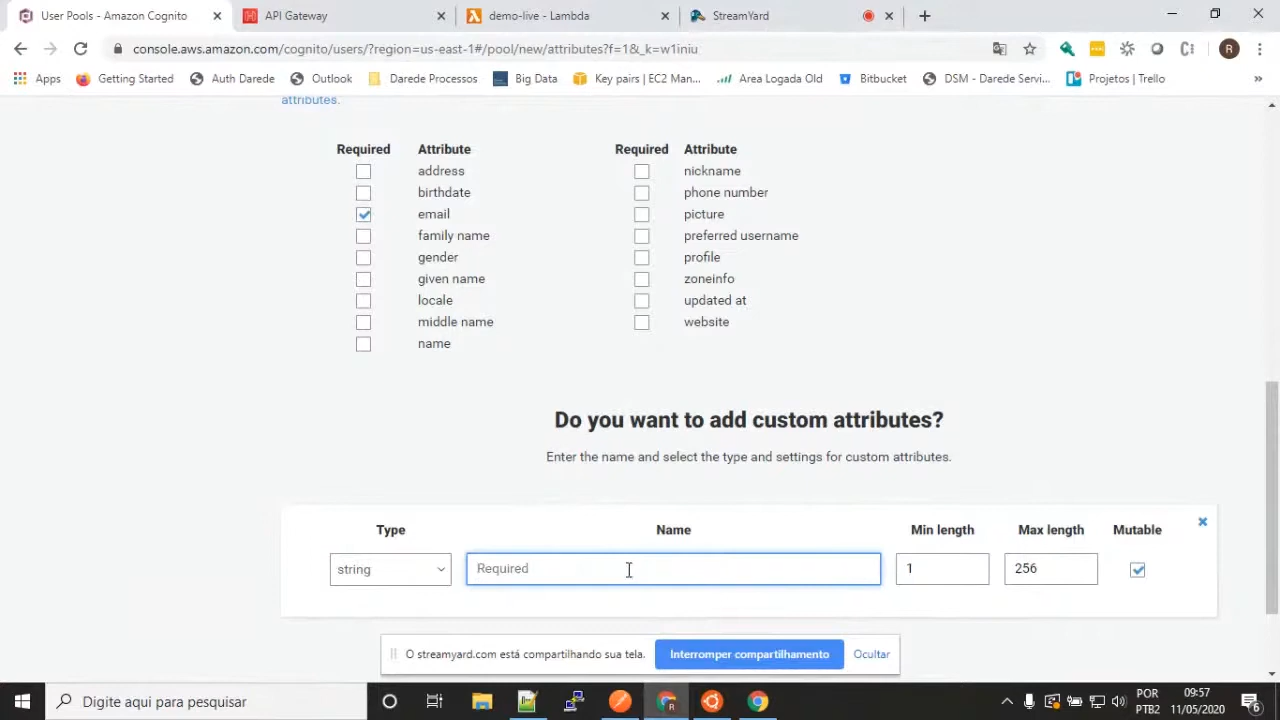 User Pools - Amazon Cognito
API Gateway
demo-live - Lambda
StreamYard
console.aws.amazon.com/cognito/users/?region=us-east-1#/pool/new/attributes?f=1&_k=w1iniu
R
Apps
Getting Started
Auth Darede
Outlook
Darede Processos
Big Data
Key pairs | EC2 Man...
Area Logada Old
Bitbucket
DSM - Darede Servi...
Projetos | Trello
»
attributes.
Required Attribute Required Attribute
address nickname
birthdate phone number
email picture
family name preferred username
gender profile
given name zoneinfo
locale updated at
middle name website
name
Do you want to add custom attributes?
Enter the name and select the type and settings for custom attributes.
Type Name Min length Max length Mutable
string Required 1 256
O streamyard.com está compartilhando sua tela. Interromper compartilhamento Ocultar
Digite aqui para pesquisar
POR 09:57
PTB2 11/05/2020
6